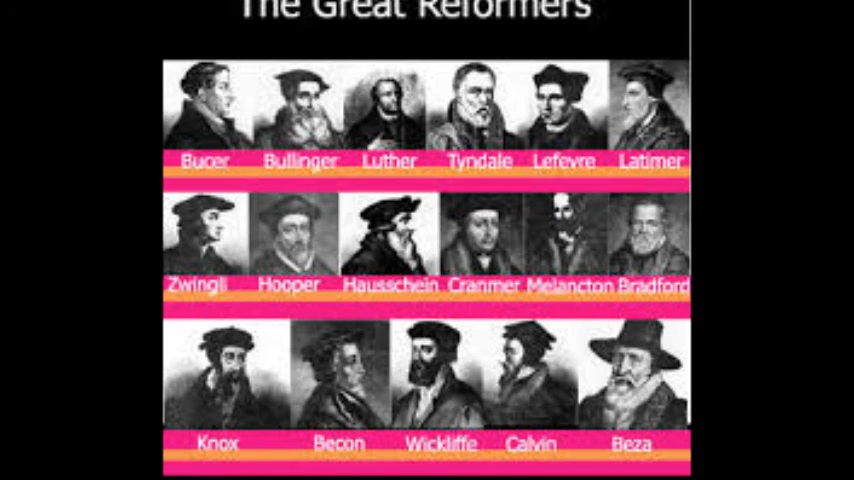 The Great Reformers
Bucer Bullinger Luther Tyndale Lefevre Latimer
Zwingli Hooper Hausschein Cranmer Melancton Bradford
Knox Becon Wickliffe Calvin Beza